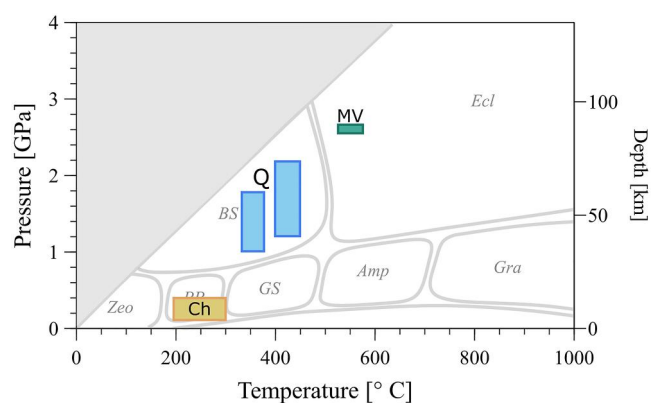 4
3
2
1
0
Pressure [GPa]
MV
Ecl
Q
BS
Zeo
Ch
GS
Amp
Gra
100
50
0
Depth [km]
0
200
400
600
800
1000
Temperature [° C]